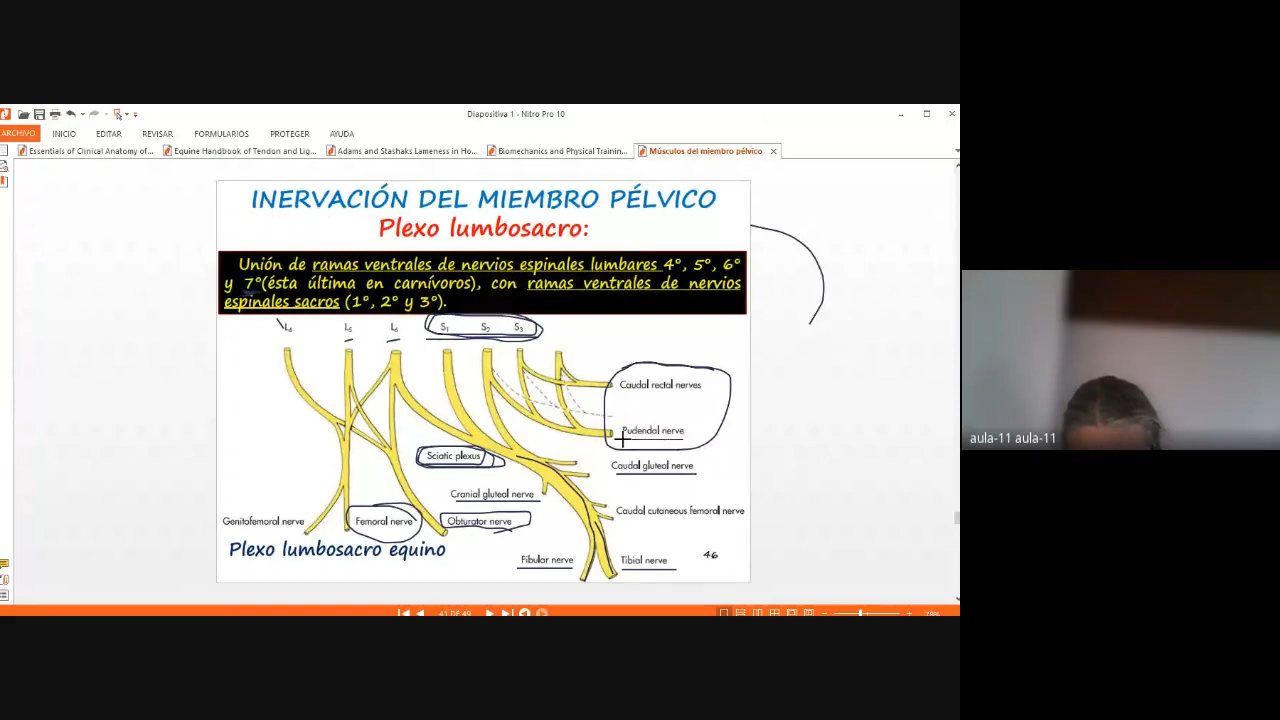 Diapositiva 1 - Nitro Pro 10
ARCHIVO INICIO EDITAR REVISAR FORMULARIOS PROTEGER AYUDA
Essentials of Clinical Anatomy of... Equine Handbook of Tendon and Lig... Adams and Stashaks Lameness in Ho... Biomechanics and Physical Trainin... Músculos del miembro pélvico
INERVACIÓN DEL MIEMBRO PÉLVICO
Plexo lumbosacro:
Unión de ramas ventrales de nervios espinales lumbares 4°, 5°, 6°
y 7°(ésta última en carnívoros), con ramas ventrales de nervios
espinales sacros (1°, 2° y 3°).
L4 L5 L6 S1 S2 S3
Caudal rectal nerves
Pudendal nerve
Sciatic plexus
Caudal gluteal nerve
Cranial gluteal nerve
Caudal cutaneous femoral nerve
Genitofemoral nerve Femoral nerve Obturator nerve
Plexo lumbosacro equino
Fibular nerve Tibial nerve 46
41 DE 49
aula-11 aula-11